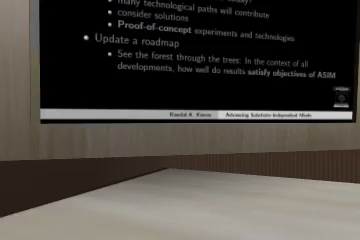 many technological paths will contribute
consider solutions
Proof-of-concept experiments and technologies
Update a roadmap
See the forest through the trees: In the context of all
developments, how well do results satisfy objectives of ASIM
Randal A. Koene
Advancing Substrate-Independent Minds